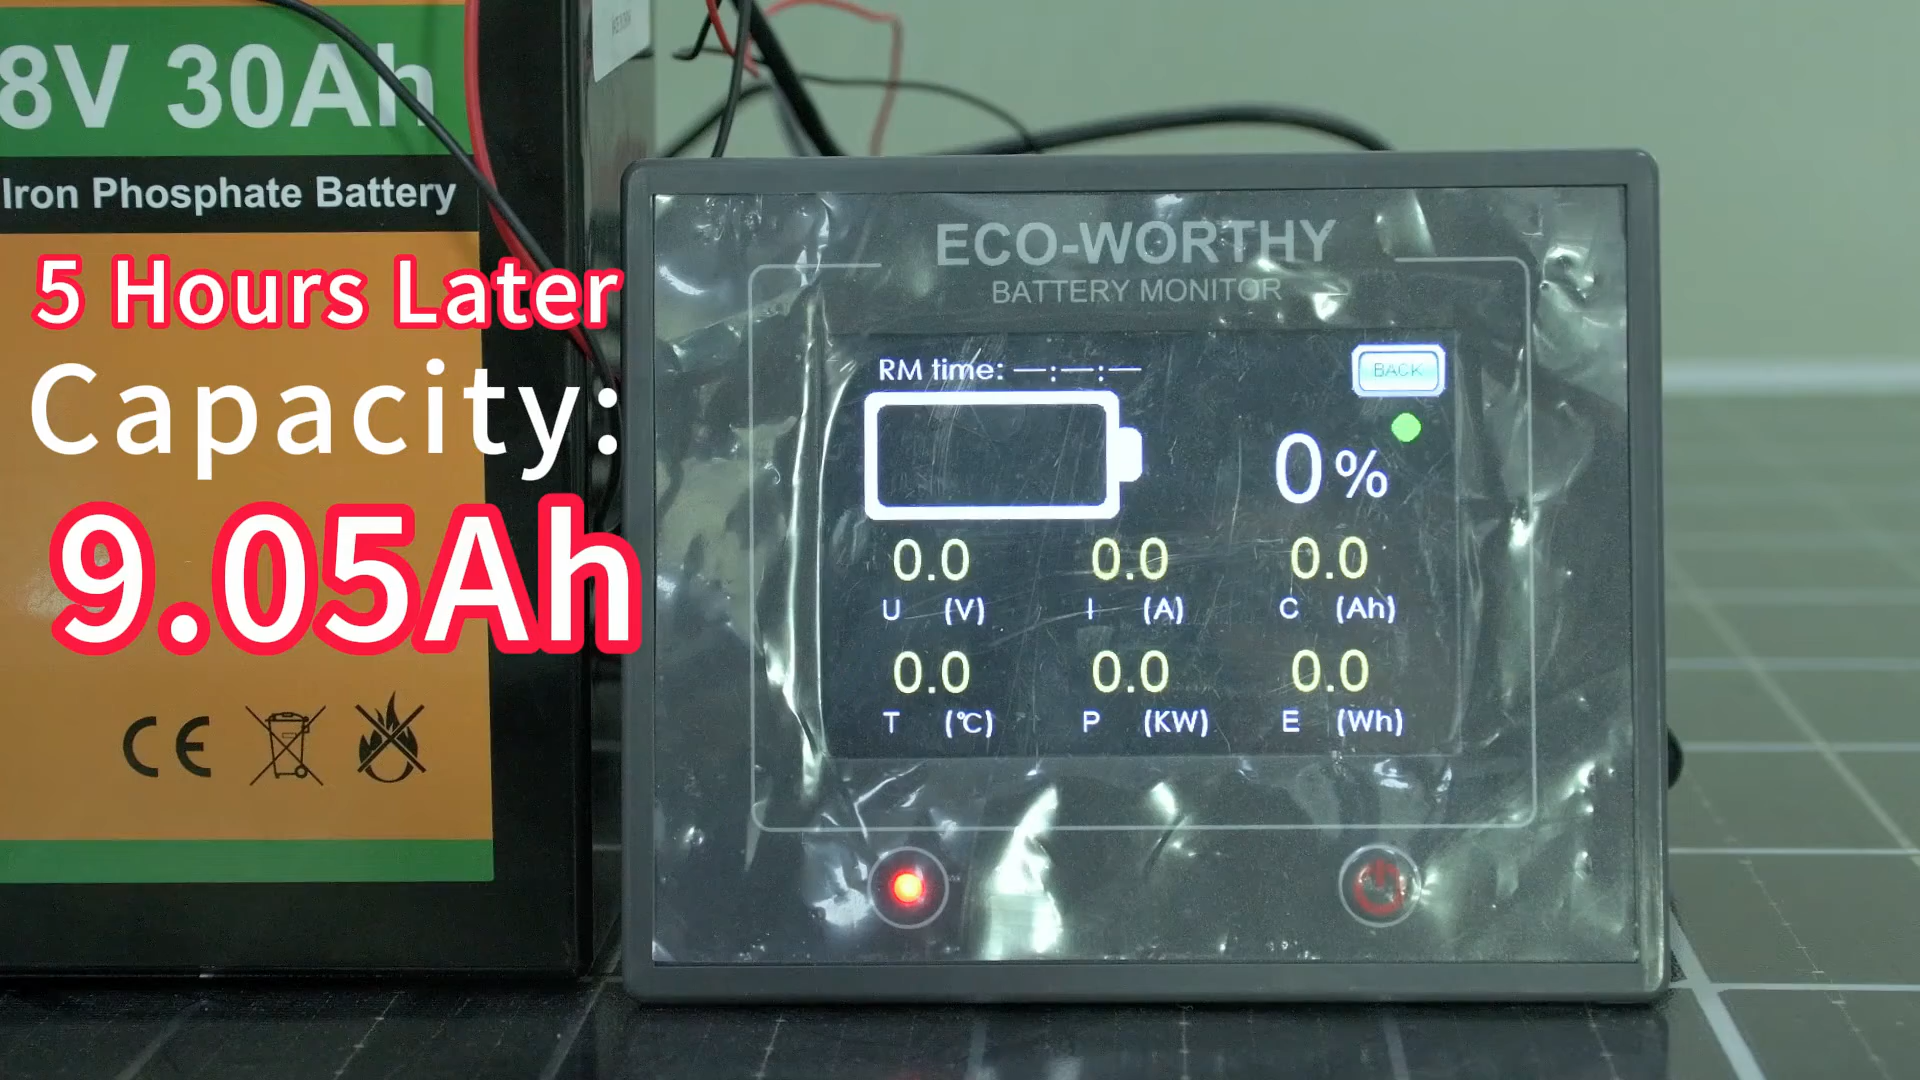 8V 30Ah
Iron Phosphate Battery
5 Hours Later
Capacity:
9.05Ah
CE
ECO-WORTHY
BATTERY MONITOR
RM time: —:—:—
BACK
0%
0.0 0.0 0.0
U (V) I (A) C (Ah)
0.0 0.0 0.0
T (℃) P (KW) E (Wh)